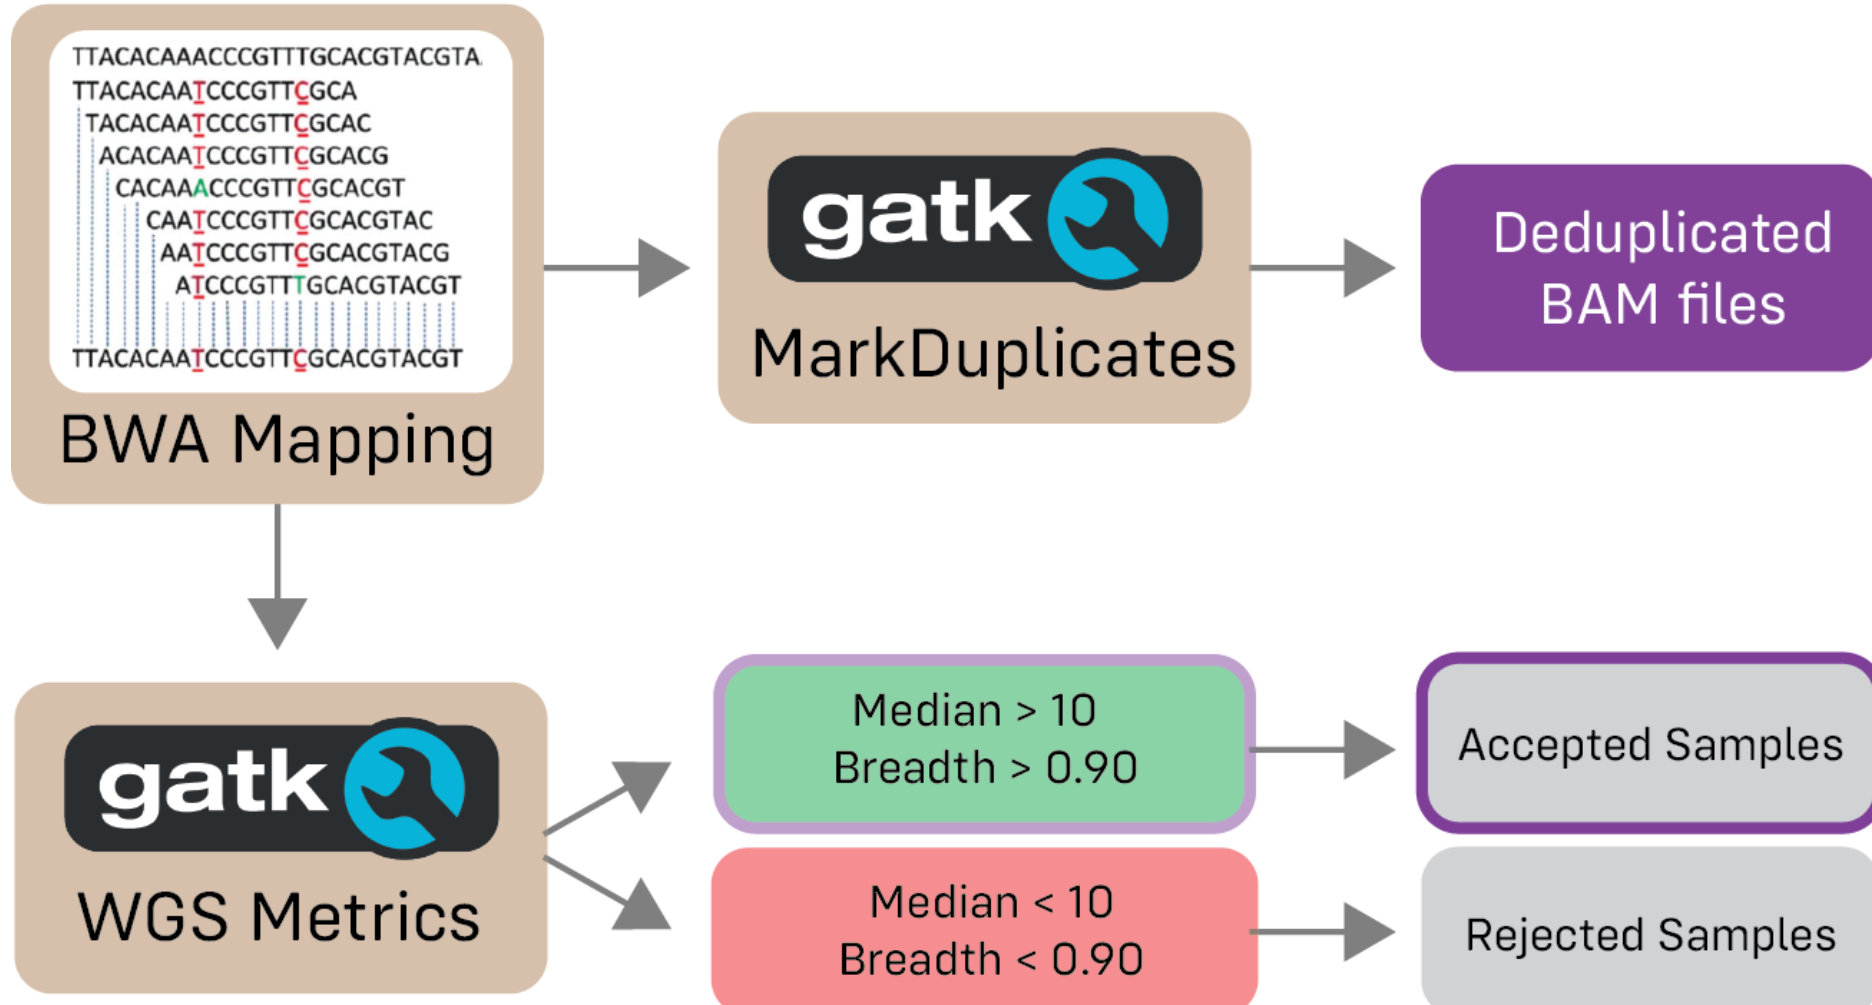 TTACACAAACCCGTTTGCACGTACGTA
TTACACAATCCCGTTCGCA
TACACAATCCCGTTCGCAC
ACACAATCCCGTTCGCACG
CACAAACCCGTTCGCACGT
CAATCCCGTTCGCACGTAC
AATCCCGTTCGCACGTACG
ATCCCGTTTGCACGTACGT
TTACACAATCCCGTTCGCACGTACGT
BWA Mapping
gatk
MarkDuplicates
Deduplicated
BAM files
gatk
WGS Metrics
Median > 10
Breadth > 0.90
Accepted Samples
Median < 10
Breadth < 0.90
Rejected Samples